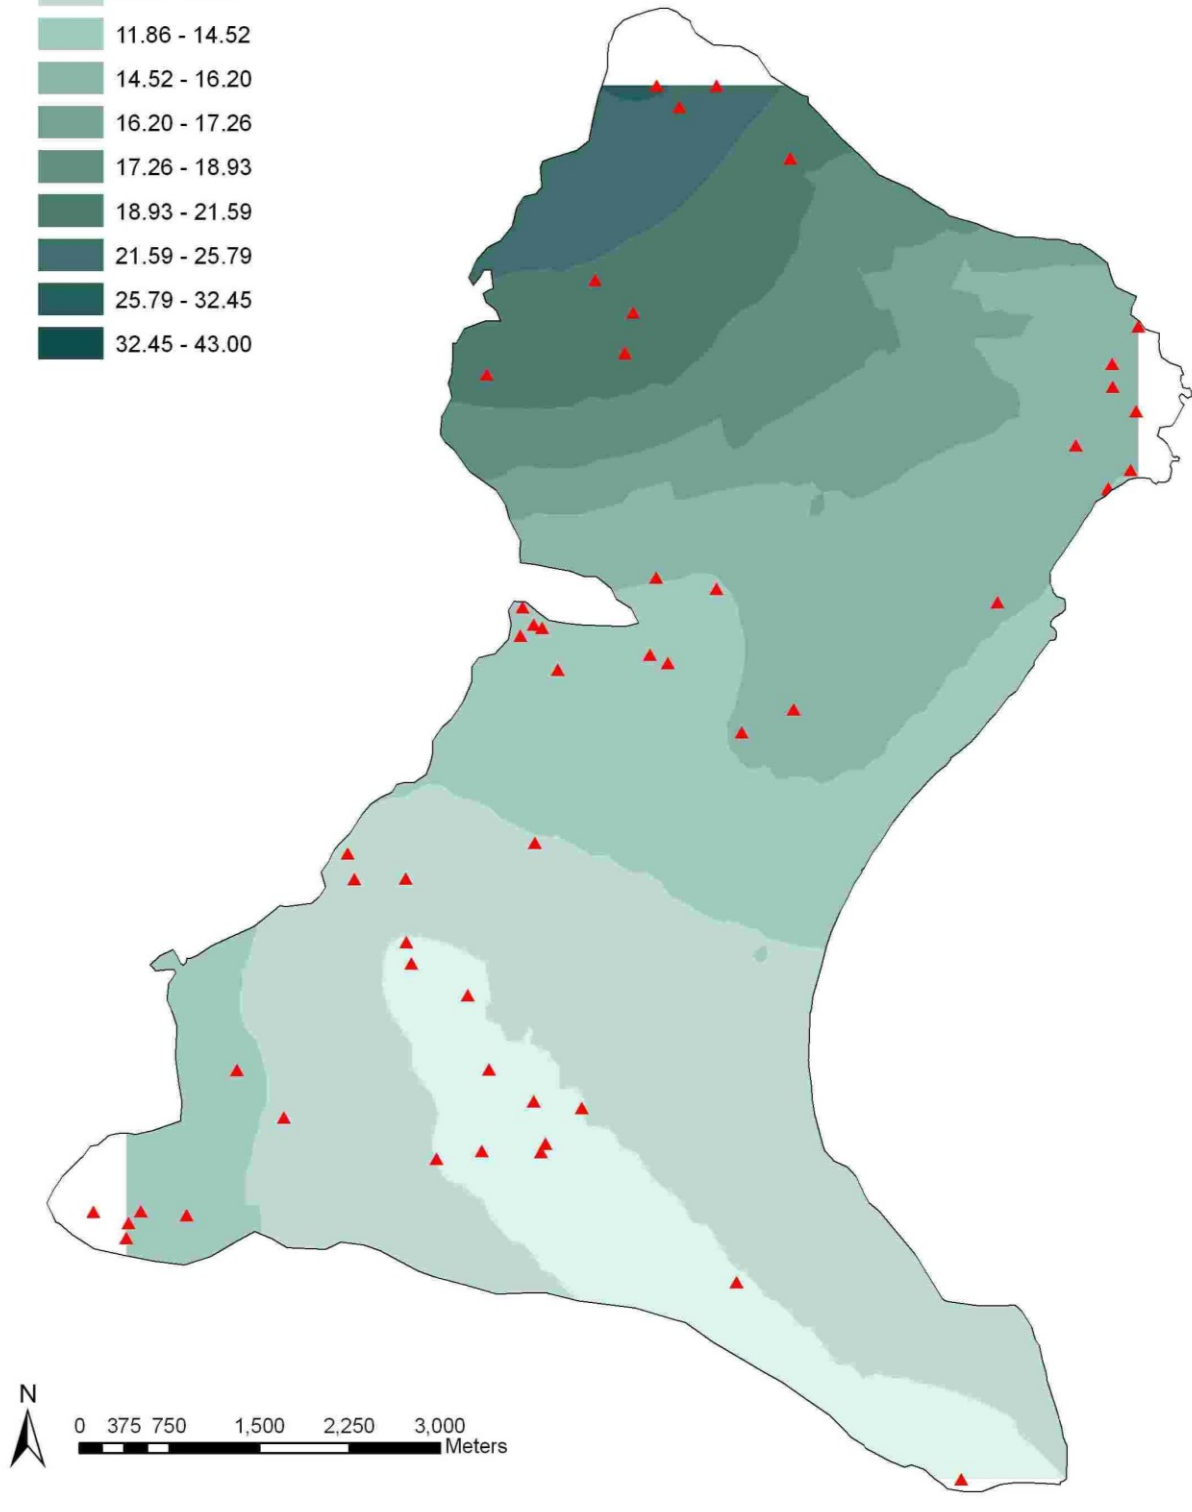 11.86 - 14.52
14.52 - 16.20
16.20 - 17.26
17.26 - 18.93
18.93 - 21.59
21.59 - 25.79
25.79 - 32.45
32.45 - 43.00
N
0 375 750 1,500 2,250 3,000
Meters